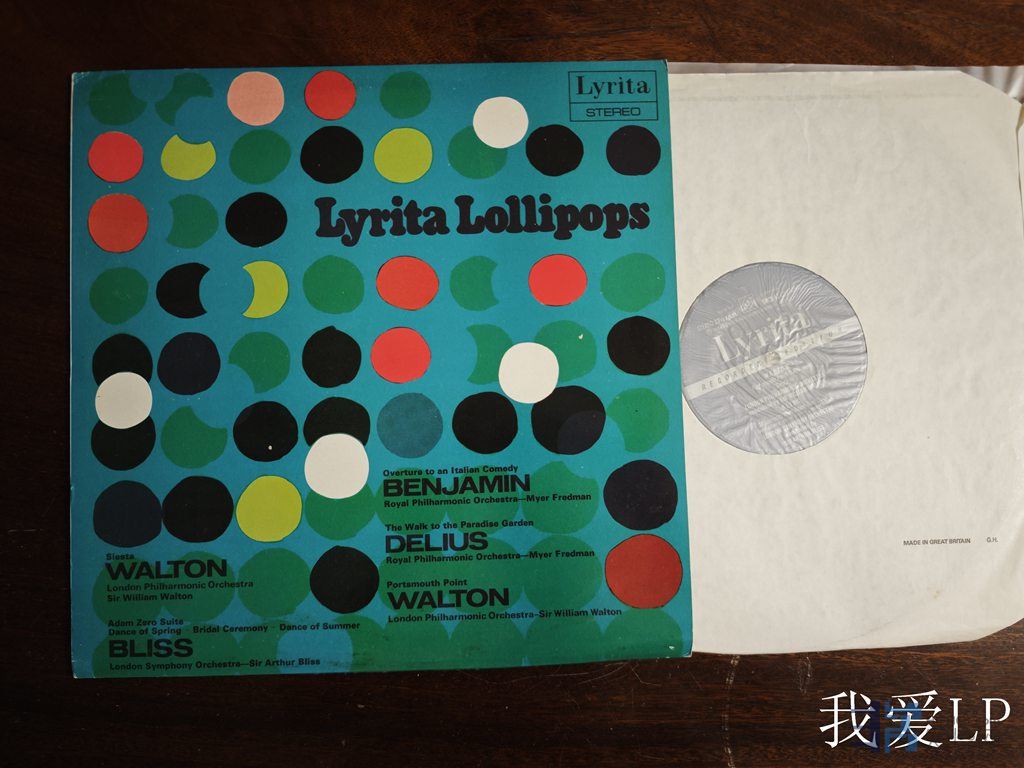 Lyrita
STEREO
Lyrita Lollipops
Overture to an Italian Comedy
BENJAMIN
Royal Philharmonic Orchestra—Myer Fredman
The Walk to the Paradise Garden
DELIUS
Royal Philharmonic Orchestra—Myer Fredman
Portsmouth Point
WALTON
London Philharmonic Orchestra–Sir William Walton
Siesta
WALTON
London Philharmonic Orchestra
Sir William Walton
Adam Zero Suite
Dance of Spring - Bridal Ceremony - Dance of Summer
BLISS
London Symphony Orchestra—Sir Arthur Bliss
Lyrita
RECORDED EDITION
MADE IN GREAT BRITAIN G.H.
我爱LP